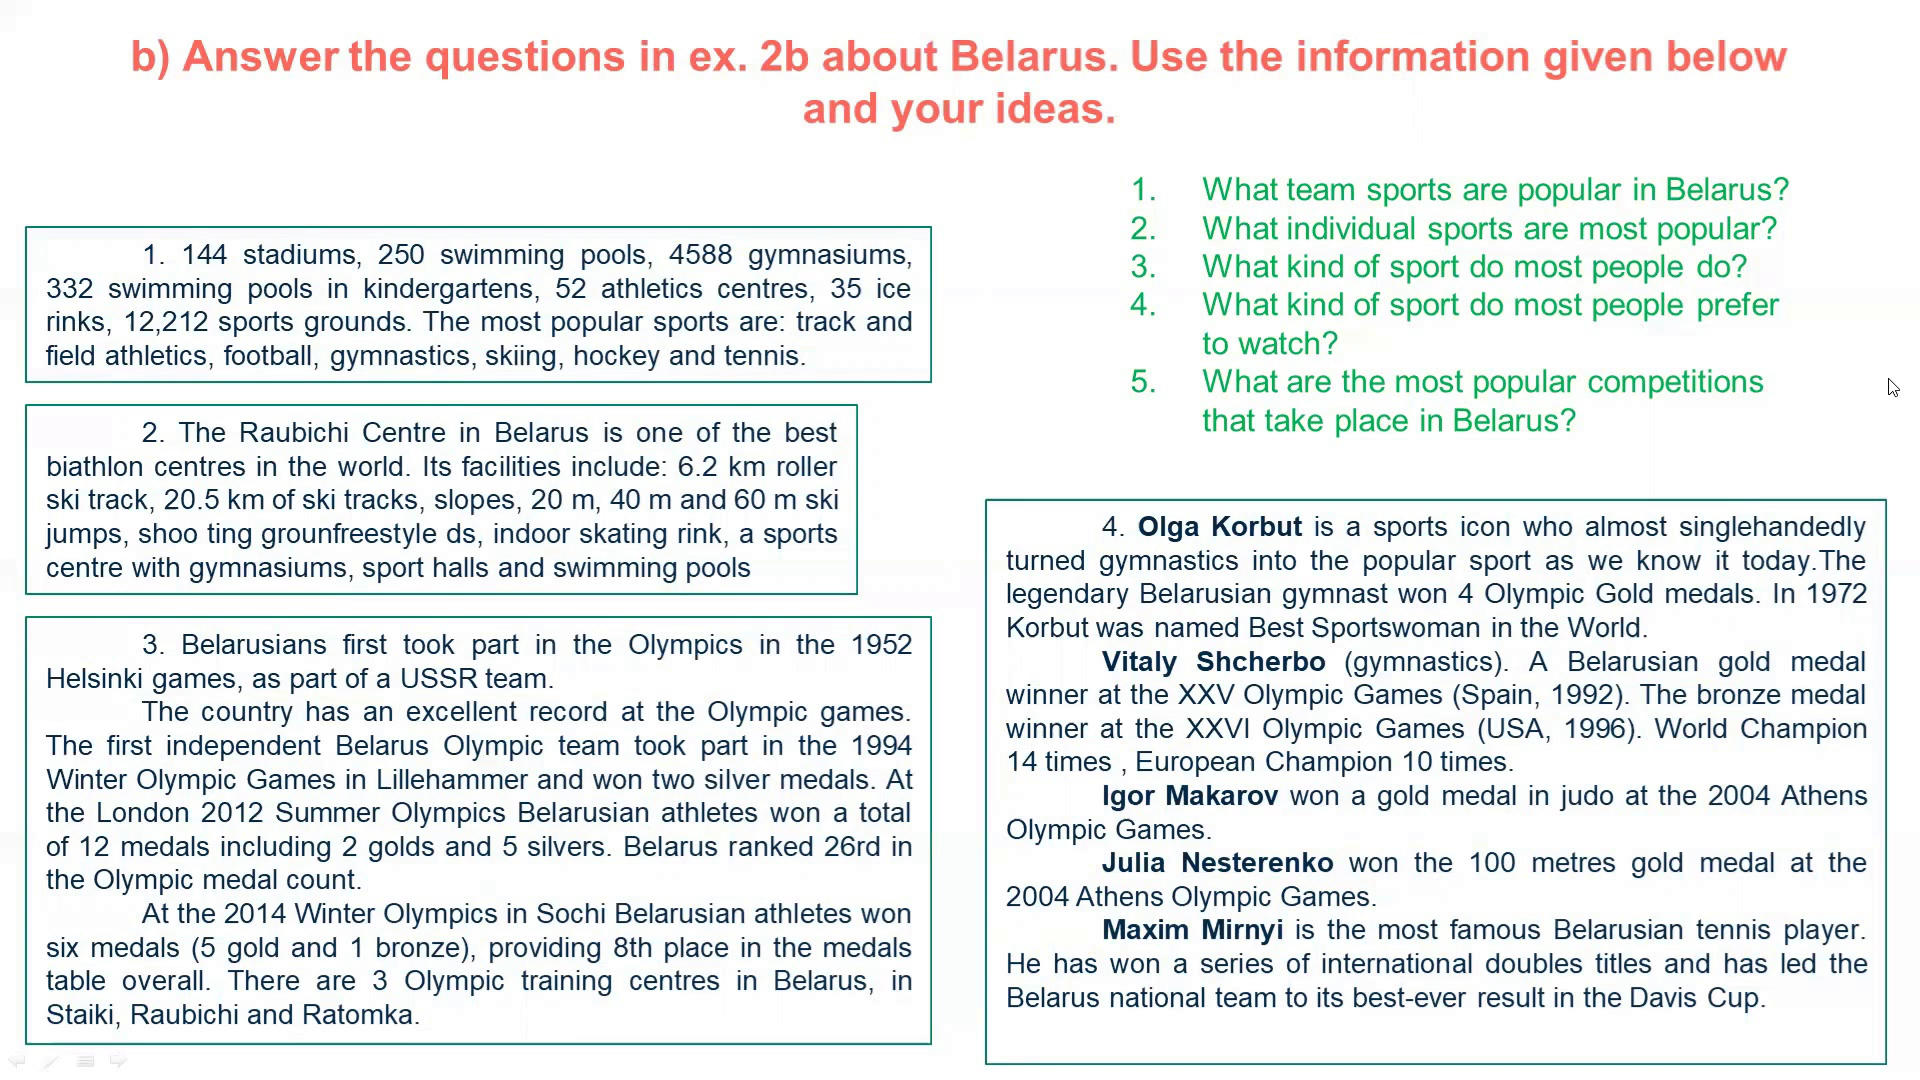 b) Answer the questions in ex. 2b about Belarus. Use the information given below
and your ideas.
1. 144 stadiums, 250 swimming pools, 4588 gymnasiums,
332 swimming pools in kindergartens, 52 athletics centres, 35 ice
rinks, 12,212 sports grounds. The most popular sports are: track and
field athletics, football, gymnastics, skiing, hockey and tennis.
2. The Raubichi Centre in Belarus is one of the best
biathlon centres in the world. Its facilities include: 6.2 km roller
ski track, 20.5 km of ski tracks, slopes, 20 m, 40 m and 60 m ski
jumps, shoo ting grounfreestyle ds, indoor skating rink, a sports
centre with gymnasiums, sport halls and swimming pools
3. Belarusians first took part in the Olympics in the 1952
Helsinki games, as part of a USSR team.
The country has an excellent record at the Olympic games.
The first independent Belarus Olympic team took part in the 1994
Winter Olympic Games in Lillehammer and won two silver medals. At
the London 2012 Summer Olympics Belarusian athletes won a total
of 12 medals including 2 golds and 5 silvers. Belarus ranked 26rd in
the Olympic medal count.
At the 2014 Winter Olympics in Sochi Belarusian athletes won
six medals (5 gold and 1 bronze), providing 8th place in the medals
table overall. There are 3 Olympic training centres in Belarus, in
Staiki, Raubichi and Ratomka.
1. What team sports are popular in Belarus?
2. What individual sports are most popular?
3. What kind of sport do most people do?
4. What kind of sport do most people prefer
to watch?
5. What are the most popular competitions
that take place in Belarus?
4. Olga Korbut is a sports icon who almost singlehandedly
turned gymnastics into the popular sport as we know it today.The
legendary Belarusian gymnast won 4 Olympic Gold medals. In 1972
Korbut was named Best Sportswoman in the World.
Vitaly Shcherbo (gymnastics). A Belarusian gold medal
winner at the XXV Olympic Games (Spain, 1992). The bronze medal
winner at the XXVI Olympic Games (USA, 1996). World Champion
14 times , European Champion 10 times.
Igor Makarov won a gold medal in judo at the 2004 Athens
Olympic Games.
Julia Nesterenko won the 100 metres gold medal at the
2004 Athens Olympic Games.
Maxim Mirnyi is the most famous Belarusian tennis player.
He has won a series of international doubles titles and has led the
Belarus national team to its best-ever result in the Davis Cup.